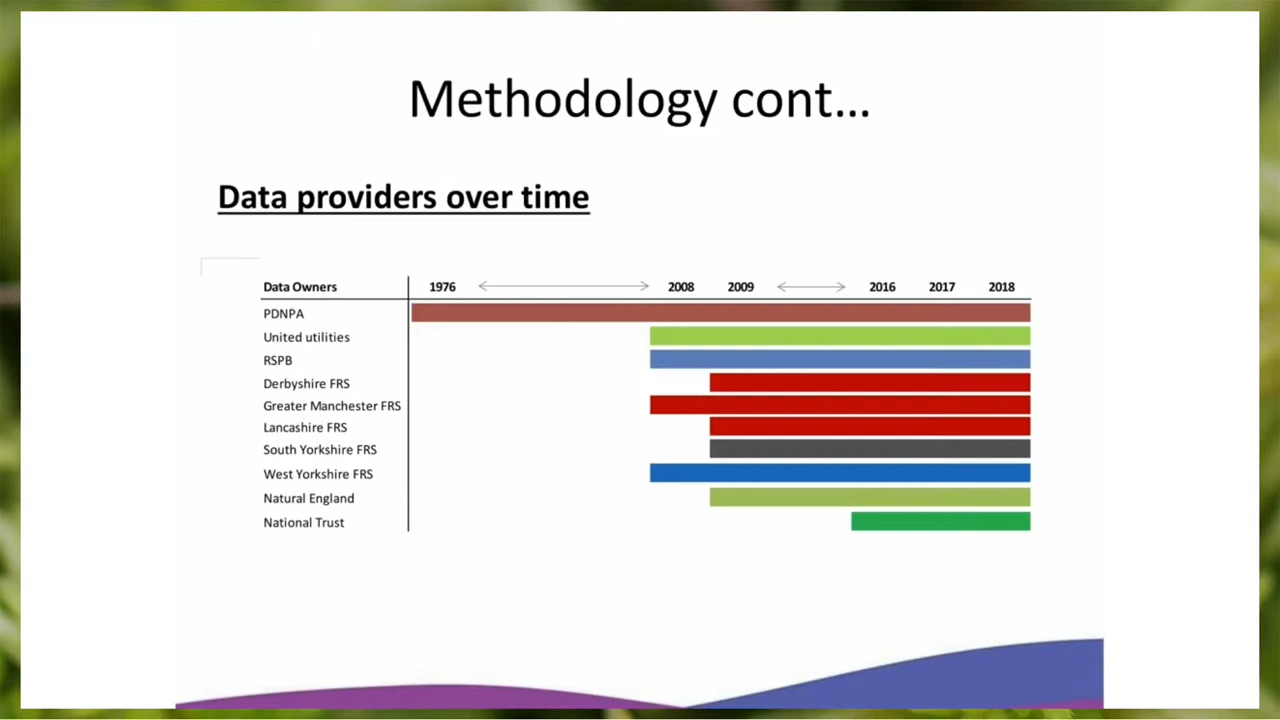 Methodology cont...
Data providers over time
Data Owners 1976 2008 2009 2016 2017 2018
PDNPA
United utilities
RSPB
Derbyshire FRS
Greater Manchester FRS
Lancashire FRS
South Yorkshire FRS
West Yorkshire FRS
Natural England
National Trust